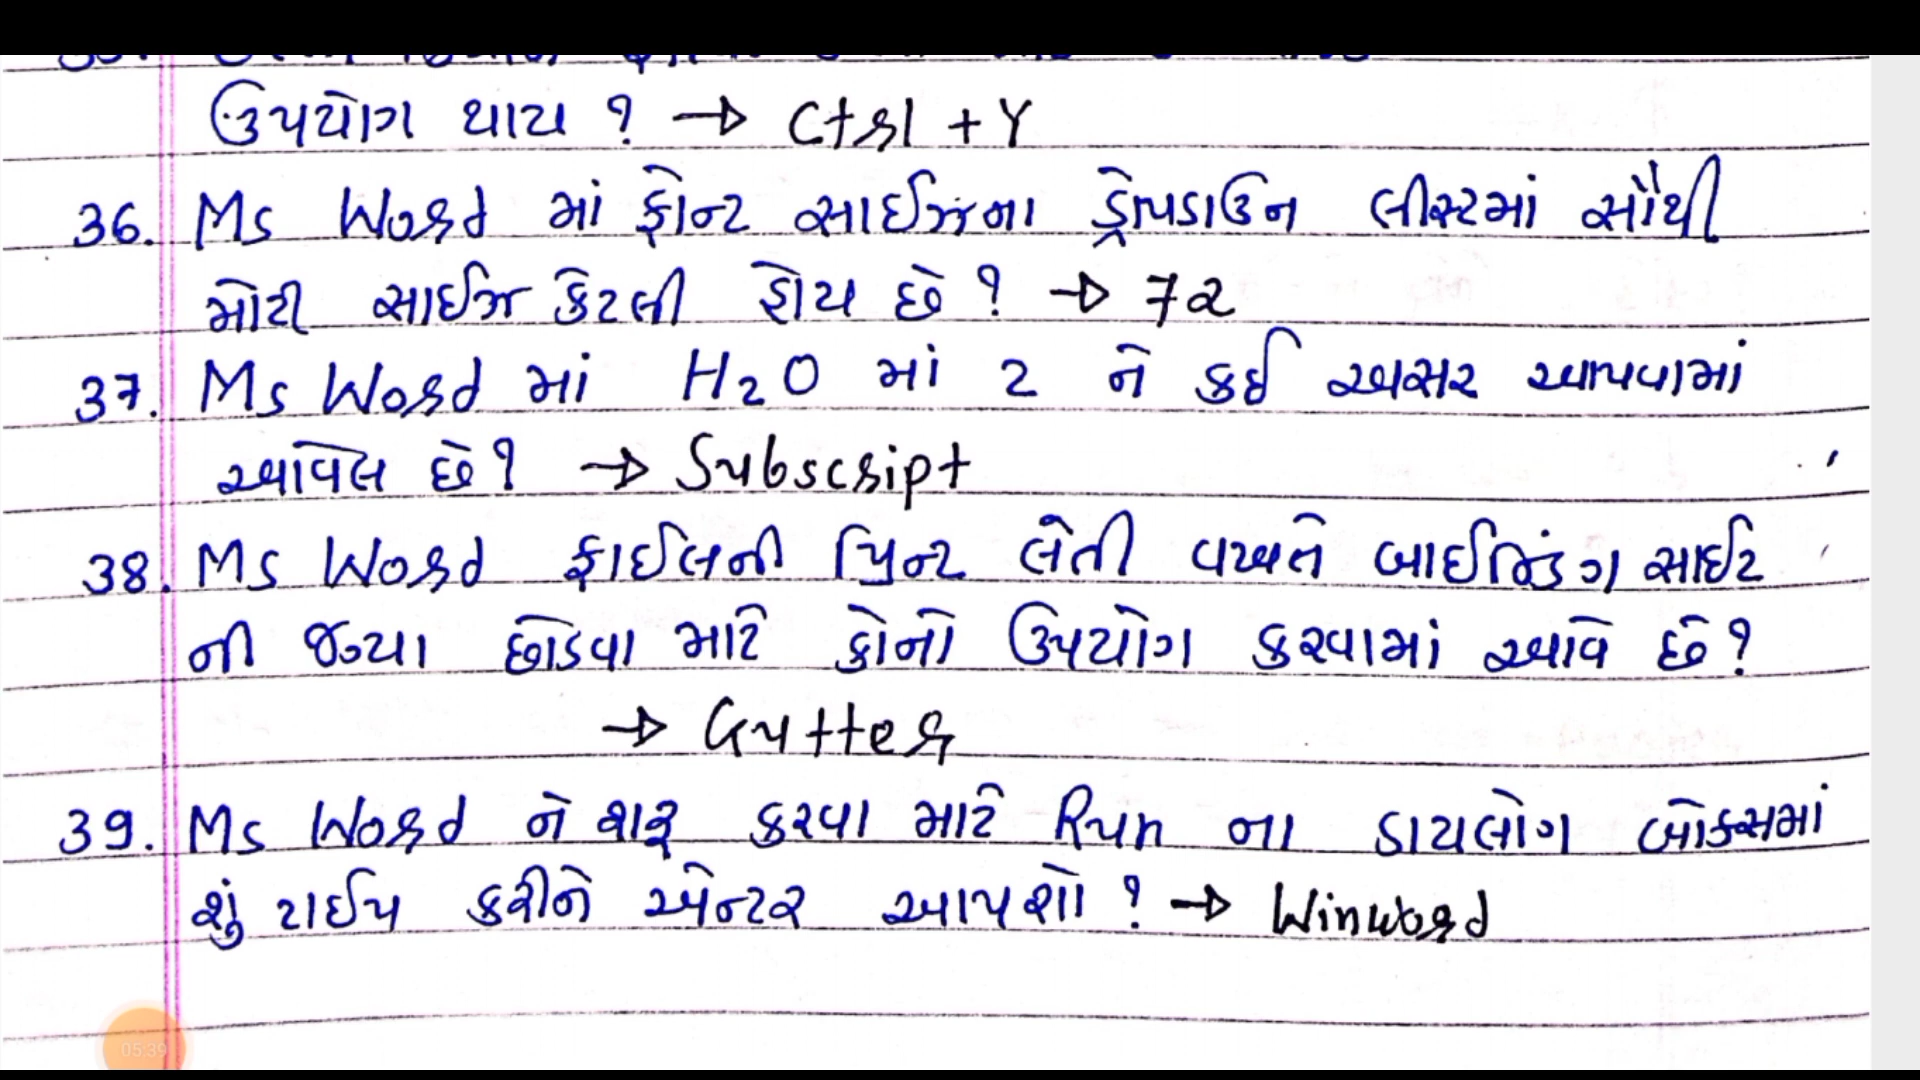 ઉપયોગ થાય ? → Ctrl + Y
36. Ms Word માં ફોન્ટ સાઈઝના ડ્રોપડાઉન લીસ્ટમાં સૌથી
મોટી સાઈઝ કેટલી હોય છે ? → 72
37. Ms Word માં H2O માં 2 ને કઈ અસર આપવામાં
આવેલ છે ? → Subscript
38. Ms Word ફાઈલની પ્રિન્ટ લેતી વખતે બાઈન્ડિંગ સાઈટ
ની જગ્યા છોડવા માટે કોનો ઉપયોગ કરવામાં આવે છે ?
→ Gutter
39. Ms Word ને શરૂ કરવા માટે Run ના ડાયલોગ બોક્સમાં
શું ટાઈપ કરીને એન્ટર આપશો ? → Winword
05:39